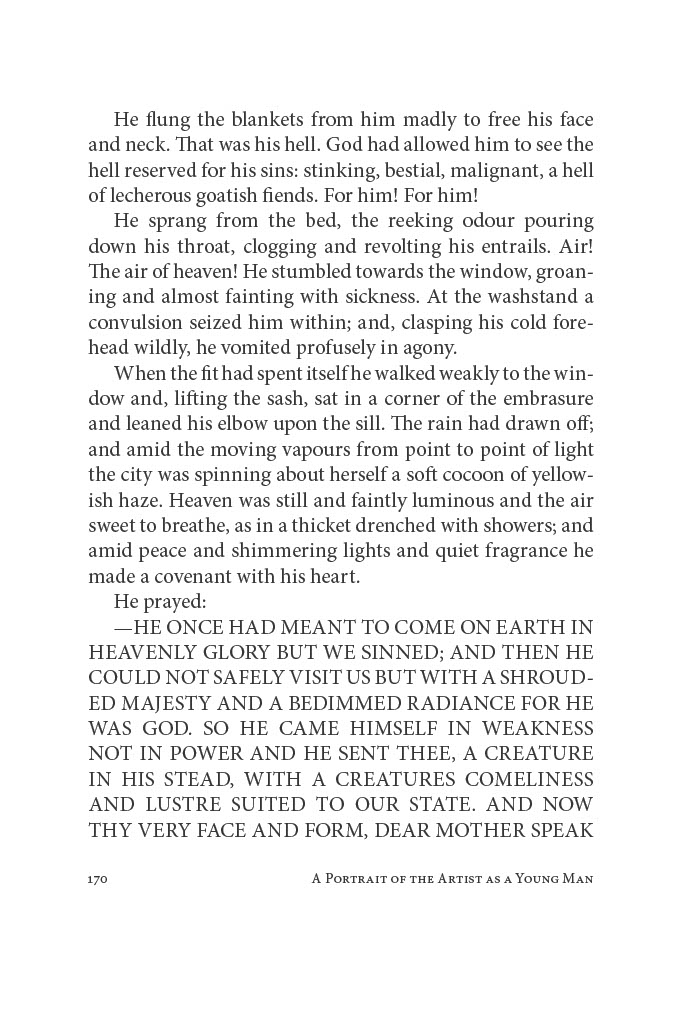 He flung the blankets from him madly to free his face
and neck. That was his hell. God had allowed him to see the
hell reserved for his sins: stinking, bestial, malignant, a hell
of lecherous goatish fiends. For him! For him!
He sprang from the bed, the reeking odour pouring
down his throat, clogging and revolting his entrails. Air!
The air of heaven! He stumbled towards the window, groan-
ing and almost fainting with sickness. At the washstand a
convulsion seized him within; and, clasping his cold fore-
head wildly, he vomited profusely in agony.
When the fit had spent itself he walked weakly to the win-
dow and, lifting the sash, sat in a corner of the embrasure
and leaned his elbow upon the sill. The rain had drawn off;
and amid the moving vapours from point to point of light
the city was spinning about herself a soft cocoon of yellow-
ish haze. Heaven was still and faintly luminous and the air
sweet to breathe, as in a thicket drenched with showers; and
amid peace and shimmering lights and quiet fragrance he
made a covenant with his heart.
He prayed:
—HE ONCE HAD MEANT TO COME ON EARTH IN
HEAVENLY GLORY BUT WE SINNED; AND THEN HE
COULD NOT SAFELY VISIT US BUT WITH A SHROUD-
ED MAJESTY AND A BEDIMMED RADIANCE FOR HE
WAS GOD. SO HE CAME HIMSELF IN WEAKNESS
NOT IN POWER AND HE SENT THEE, A CREATURE
IN HIS STEAD, WITH A CREATURES COMELINESS
AND LUSTRE SUITED TO OUR STATE. AND NOW
THY VERY FACE AND FORM, DEAR MOTHER SPEAK
170 A Portrait of the Artist as a Young Man